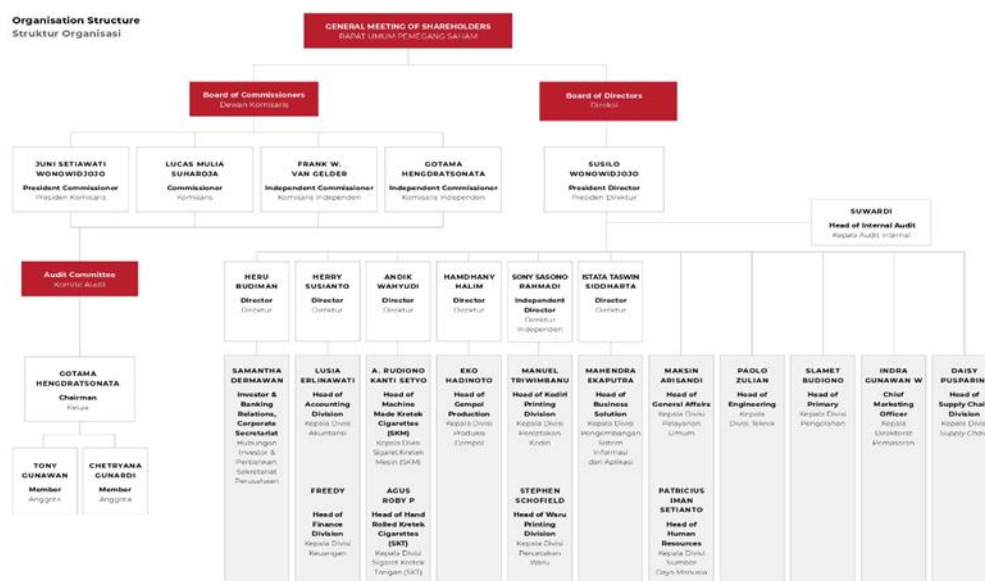 Organisation Structure
Struktur Organisasi
GENERAL MEETING OF SHAREHOLDERS
RAPAT UMUM PEMEGANG SAHAM
Board of Commissioners
Dewan Komisaris
Board of Directors
Direksi
JUNI SETIAWATI
WONOWIDJOJO
President Commissioner
Presiden Komisaris
LUCAS MULIA
SUHARDJA
Commissioner
Komisaris
FRANK W.
VAN GELDER
Independent Commissioner
Komisaris Independen
GOTAMA
HENGDRATSONATA
Independent Commissioner
Komisaris Independen
SUSILO
WONOWIDJOJO
President Director
Presiden Direktur
SUWARDI
Head of Internal Audit
Kepala Audit Internal
Audit Committee
Komite Audit
GOTAMA
HENGDRATSONATA
Chairman
Ketua
TONY
GUNAWAN
Member
Anggota
CHETRYANA
GUNARDI
Member
Anggota
HERU
BUDIMAN
Director
Direktur
HERRY
SUSIANTO
Director
Direktur
ANDIK
WAHYUDI
Director
Direktur
HAMDHANY
HALIM
Director
Direktur
SONY SASONO
RAHMADI
Independent
Director
Direktur
Independen
ISTATA TASWIN
SIDDHARTA
Director
Direktur
SAMANTHA
DERMAWAN
Investor &
Banking
Relations,
Corporate
Secretariat
Hubungan
Investor &
Perbankan,
Sekretariat
Perusahaan
LUSIA
ERLINAWATI
Head of
Accounting
Division
Kepala Divisi
Akuntansi
FREEDY
Head of
Finance
Division
Kepala Divisi
Keuangan
A. RUDIONO
KANTI SETYO
Head of
Machine
Made Kretek
Cigarettes
(SKM)
Kepala Divisi
Sigaret Kretek
Mesin (SKM)
AGUS
ROBY P
Head of Hand
Rolled Kretek
Cigarettes
(SKT)
Kepala Divisi
Sigaret Kretek
Tangan (SKT)
EKO
HADINOTO
Head of
Gempol
Production
Kepala Divisi
Produksi
Gempol
MANUEL
TRIWIMBANU
Head of Kediri
Printing
Division
Kepala Divisi
Percetakan
Kediri
STEPHEN
SCHOFIELD
Head of Waru
Printing
Division
Kepala Divisi
Percetakan
Waru
MAHENDRA
EKAPUTRA
Head of
Business
Solution
Kepala Divisi
Pengembangan
Sistem
Informasi
dan Aplikasi
MAKSIN
ARISANDI
Head of
General Affairs
Kepala Divisi
Pelayanan
Umum
PATRICIUS
IMAN
SETIANTO
Head of
Human
Resources
Kepala Divisi
Sumber
Daya Manusia
PAOLO
ZULIAN
Head of
Engineering
Kepala
Divisi Teknik
SLAMET
BUDIONO
Head of
Primary
Kepala Divisi
Pengolahan
INDRA
GUNAWAN W
Chief
Marketing
Officer
Kepala
Direktorat
Pemasaran
DAISY
PUSPARINI
Head of
Supply Chain
Division
Kepala Divisi
Supply Chain